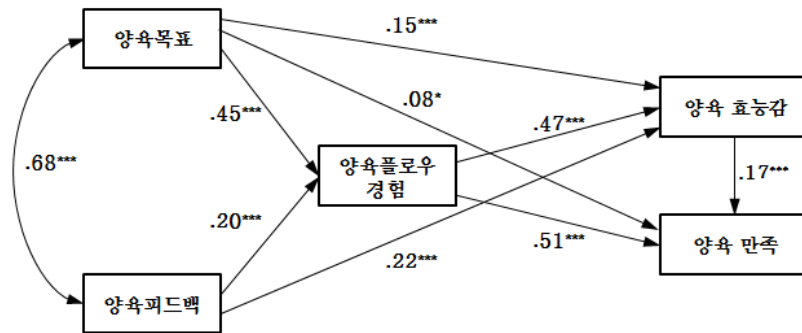 양육목표
.15***
.08*
양육 효능감
.45***
.47***
.68***
양육플로우
경험
.17***
.20***
.51***
양육 만족
.22***
양육피드백